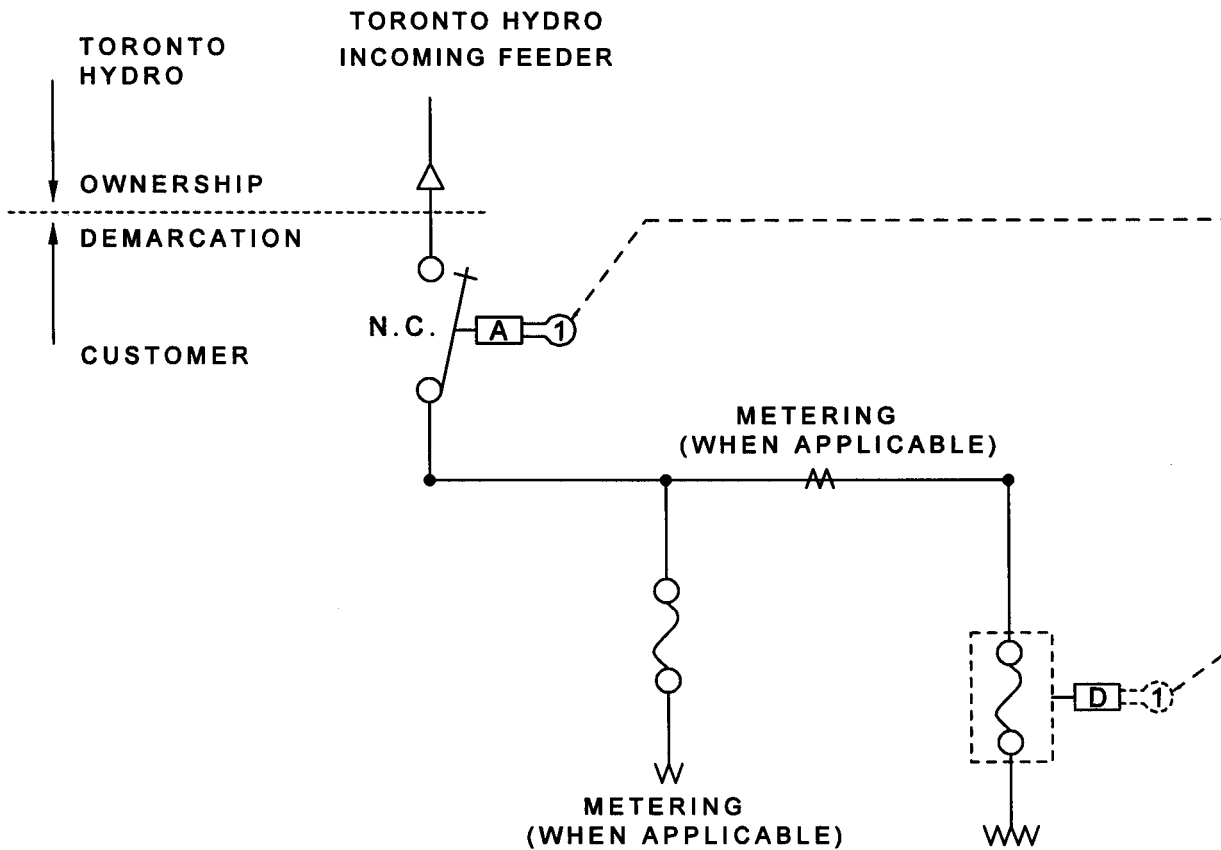 TORONTO
HYDRO
TORONTO HYDRO
INCOMING FEEDER
OWNERSHIP
DEMARCATION
N.C.
A
1
CUSTOMER
METERING
(WHEN APPLICABLE)
D
1
METERING
(WHEN APPLICABLE)